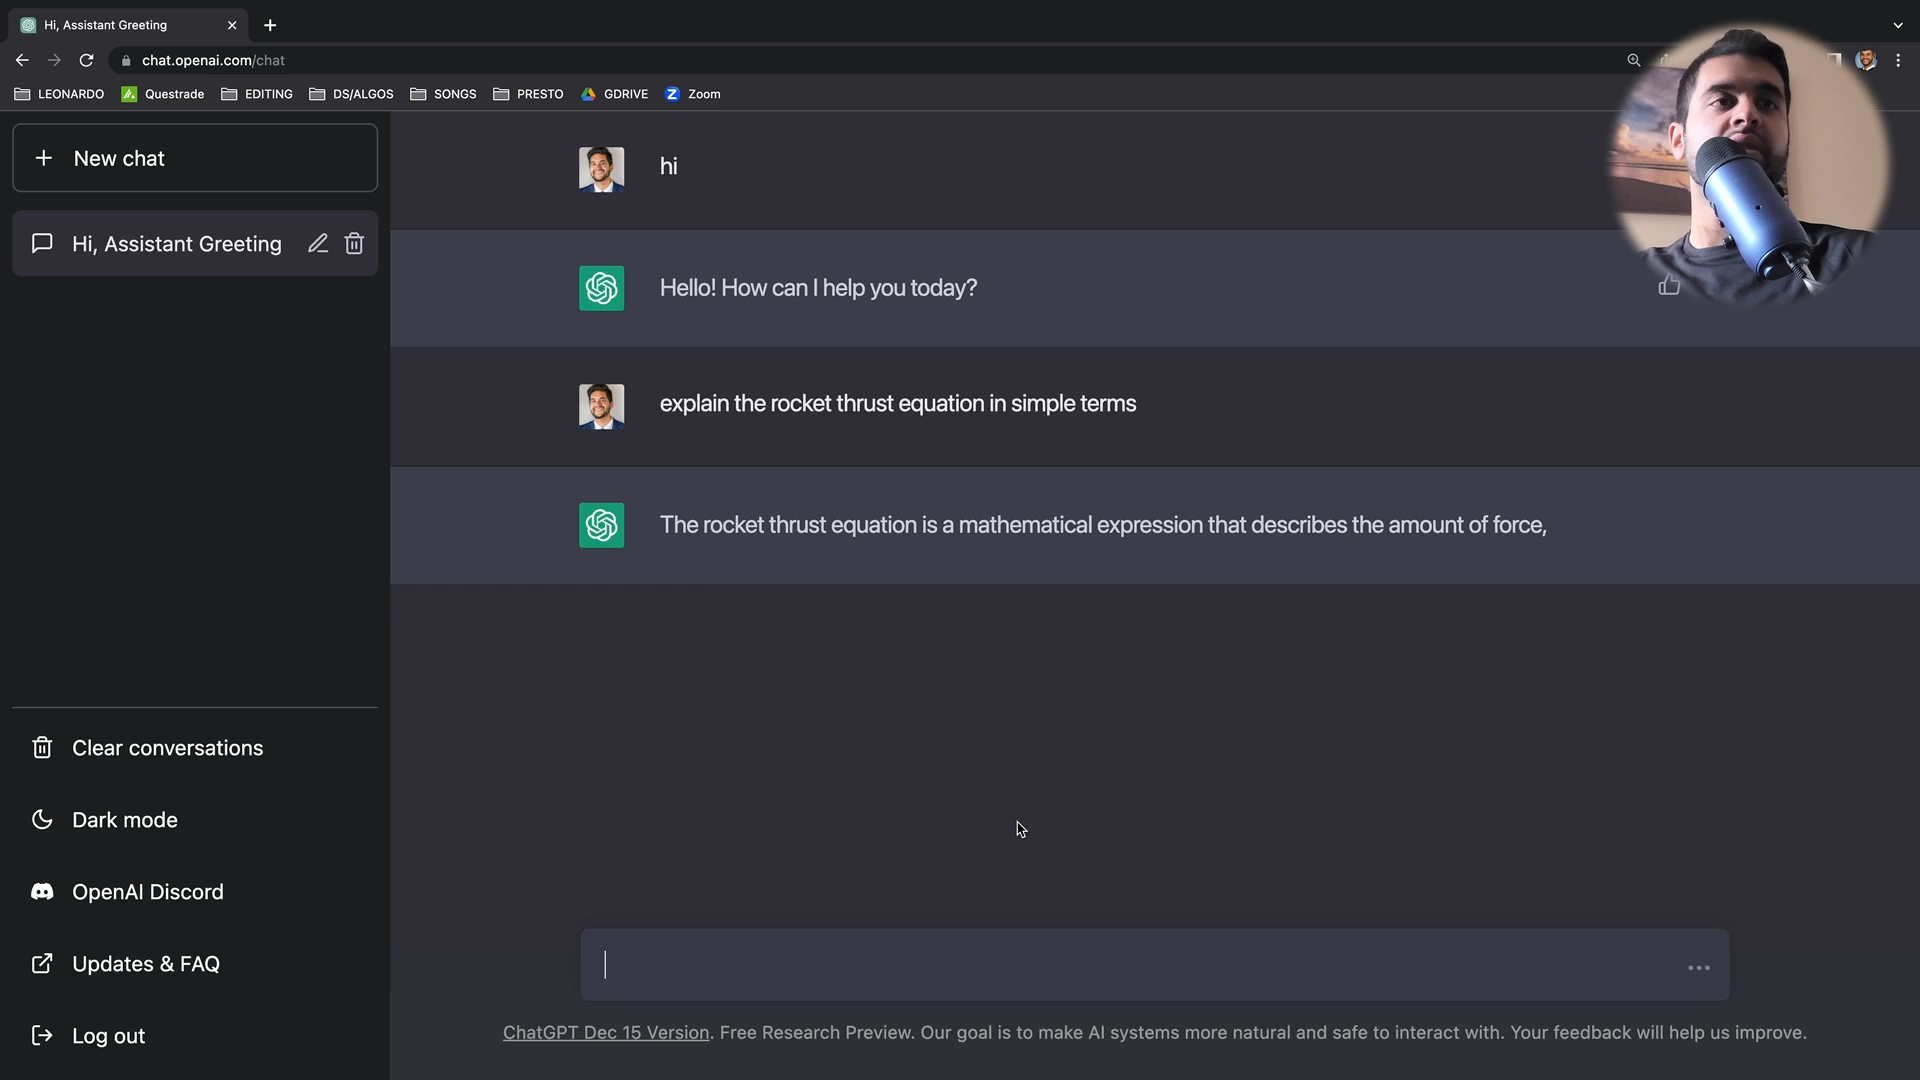 Hi, Assistant Greeting
chat.openai.com/chat
LEONARDO Questrade EDITING DS/ALGOS SONGS PRESTO GDRIVE Z Zoom
New chat
Hi, Assistant Greeting
hi
Hello! How can I help you today?
explain the rocket thrust equation in simple terms
The rocket thrust equation is a mathematical expression that describes the amount of force,
Clear conversations
Dark mode
OpenAI Discord
Updates & FAQ
Log out
ChatGPT Dec 15 Version. Free Research Preview. Our goal is to make AI systems more natural and safe to interact with. Your feedback will help us improve.